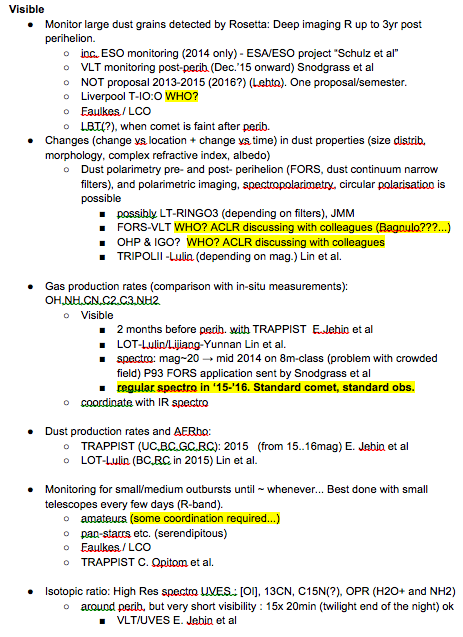 Visible
● Monitor large dust grains detected by Rosetta: Deep imaging R up to 3yr post
perihelion.
○ inc. ESO monitoring (2014 only) - ESA/ESO project “Schulz et al”
○ VLT monitoring post-perih (Dec.’15 onward) Snodgrass et al
○ NOT proposal 2013-2015 (2016?) (Lehto). One proposal/semester.
○ Liverpool T-IO:O WHO?
○ Faulkes / LCO
○ LBT(?), when comet is faint after perih.
● Changes (change vs location + change vs time) in dust properties (size distrib,
morphology, complex refractive index, albedo)
○ Dust polarimetry pre- and post- perihelion (FORS, dust continuum narrow
filters), and polarimetric imaging, spectropolarimetry, circular polarisation is
possible
■ possibly LT-RINGO3 (depending on filters), JMM
■ FORS-VLT WHO? ACLR discussing with colleagues (Bagnulo???...)
■ OHP & IGO? WHO? ACLR discussing with colleagues
■ TRIPOLII -Lulin (depending on mag.) Lin et al.
● Gas production rates (comparison with in-situ measurements):
OH,NH,CN,C2,C3,NH2
○ Visible
■ 2 months before perih. with TRAPPIST E.Jehin et al
■ LOT-Lulin/Lijiang-Yunnan Lin et al.
■ spectro: mag~20 → mid 2014 on 8m-class (problem with crowded
field) P93 FORS application sent by Snodgrass et al
■ regular spectro in ‘15-’16. Standard comet, standard obs.
○ coordinate with IR spectro
● Dust production rates and AFRho:
○ TRAPPIST (UC,BC,GC,RC): 2015 (from 15..16mag) E. Jehin et al
○ LOT-Lulin (BC,RC in 2015) Lin et al.
● Monitoring for small/medium outbursts until ~ whenever... Best done with small
telescopes every few days (R-band).
○ amateurs (some coordination required...)
○ pan-starrs etc. (serendipitous)
○ Faulkes / LCO
○ TRAPPIST C. Opitom et al.
● Isotopic ratio: High Res spectro UVES : [OI], 13CN, C15N(?), OPR (H2O+ and NH2)
○ around perih, but very short visibility : 15x 20min (twilight end of the night) ok
■ VLT/UVES E. Jehin et al